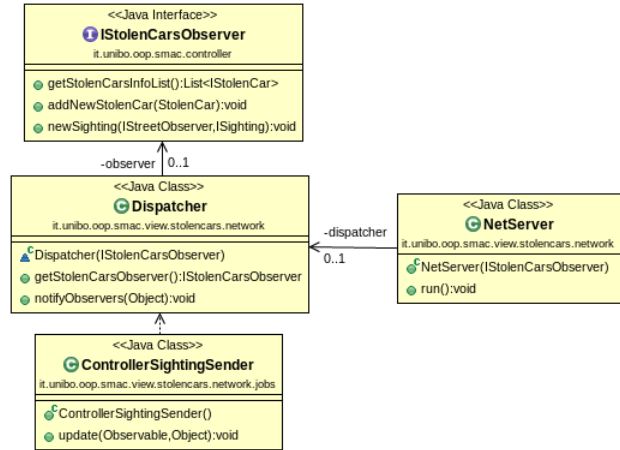 <<Java Interface>>
IStolenCarsObserver
it.unibo.oop.smac.controller
getStolenCarsInfoList():List<IStolenCar>
addNewStolenCar(StolenCar):void
newSighting(IStreetObserver,ISighting):void
-observer 0..1
<<Java Class>>
Dispatcher
it.unibo.oop.smac.view.stolencars.network
Dispatcher(IStolenCarsObserver)
getStolenCarsObserver():IStolenCarsObserver
notifyObservers(Object):void
-dispatcher
0..1
<<Java Class>>
NetServer
it.unibo.oop.smac.view.stolencars.network
NetServer(IStolenCarsObserver)
run():void
<<Java Class>>
ControllerSightingSender
it.unibo.oop.smac.view.stolencars.network.jobs
ControllerSightingSender()
update(Observable,Object):void